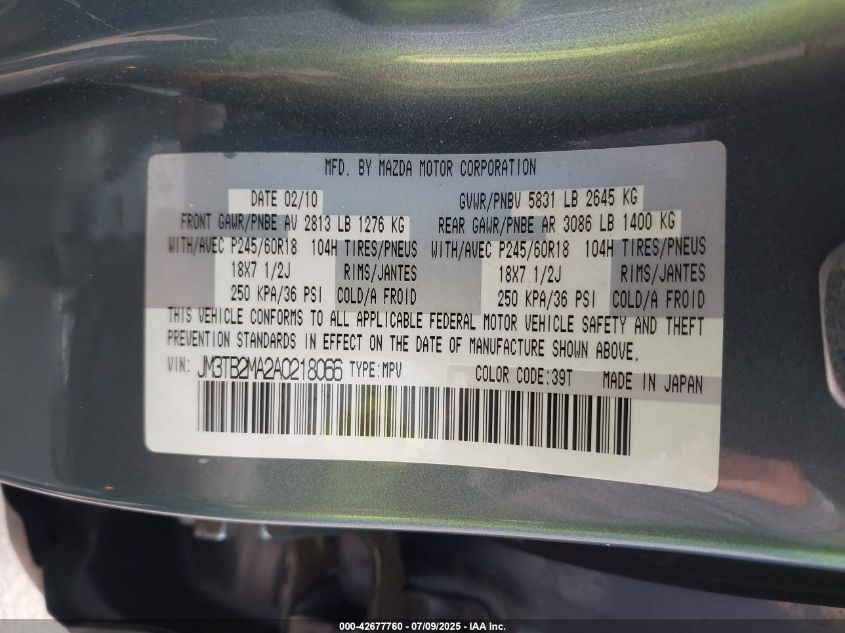 MFD. BY MAZDA MOTOR CORPORATION
DATE 02/10 GVWR/PNBV 5831 LB 2645 KG
FRONT GAWR/PNBE AV 2813 LB 1276 KG REAR GAWR/PNBE AR 3086 LB 1400 KG
WITH/AVEC P245/60R18 104H TIRES/PNEUS WITH/AVEC P245/60R18 104H TIRES/PNEUS
18X7 1/2J RIMS/JANTES 18X7 1/2J RIMS/JANTES
250 KPA/36 PSI COLD/A FROID 250 KPA/36 PSI COLD/A FROID
THIS VEHICLE CONFORMS TO ALL APPLICABLE FEDERAL MOTOR VEHICLE SAFETY AND THEFT
PREVENTION STANDARDS IN EFFECT ON THE DATE OF MANUFACTURE SHOWN ABOVE.
VIN: JM3TB2MA2A0218066 TYPE:MPV COLOR CODE:39T MADE IN JAPAN
000-42677760 - 07/09/2025 - IAA Inc.